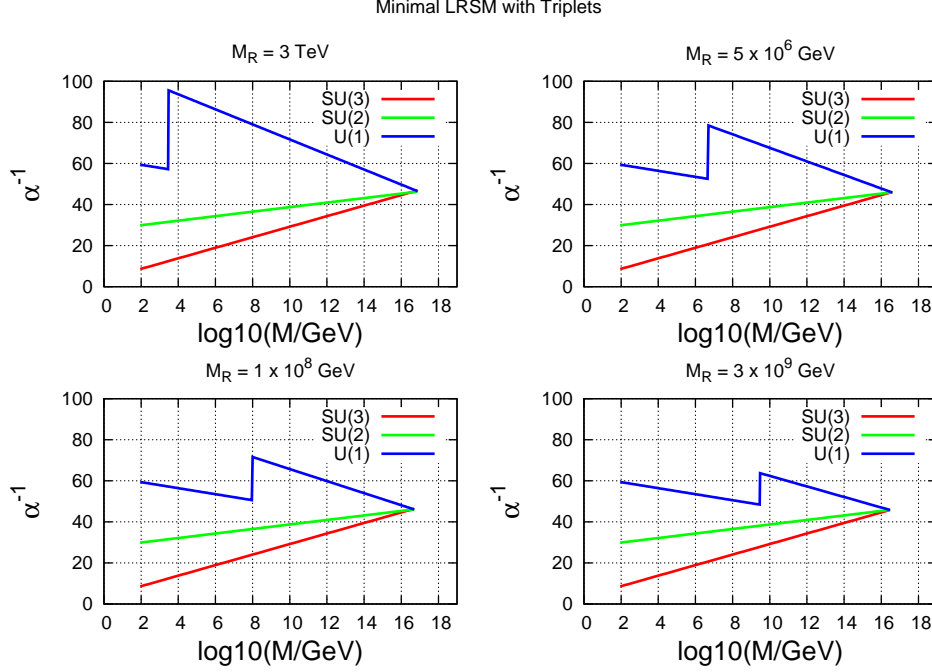 Minimal LRSM with Triplets
M_R = 3 TeV
100
80
60
40
20
0
α^-1
0 2 4 6 8 10 12 14 16 18
log10(M/GeV)
SU(3)
SU(2)
U(1)
M_R = 5 x 10^6 GeV
100
80
60
40
20
0
α^-1
0 2 4 6 8 10 12 14 16 18
log10(M/GeV)
SU(3)
SU(2)
U(1)
M_R = 1 x 10^8 GeV
100
80
60
40
20
0
α^-1
0 2 4 6 8 10 12 14 16 18
log10(M/GeV)
SU(3)
SU(2)
U(1)
M_R = 3 x 10^9 GeV
100
80
60
40
20
0
α^-1
0 2 4 6 8 10 12 14 16 18
log10(M/GeV)
SU(3)
SU(2)
U(1)